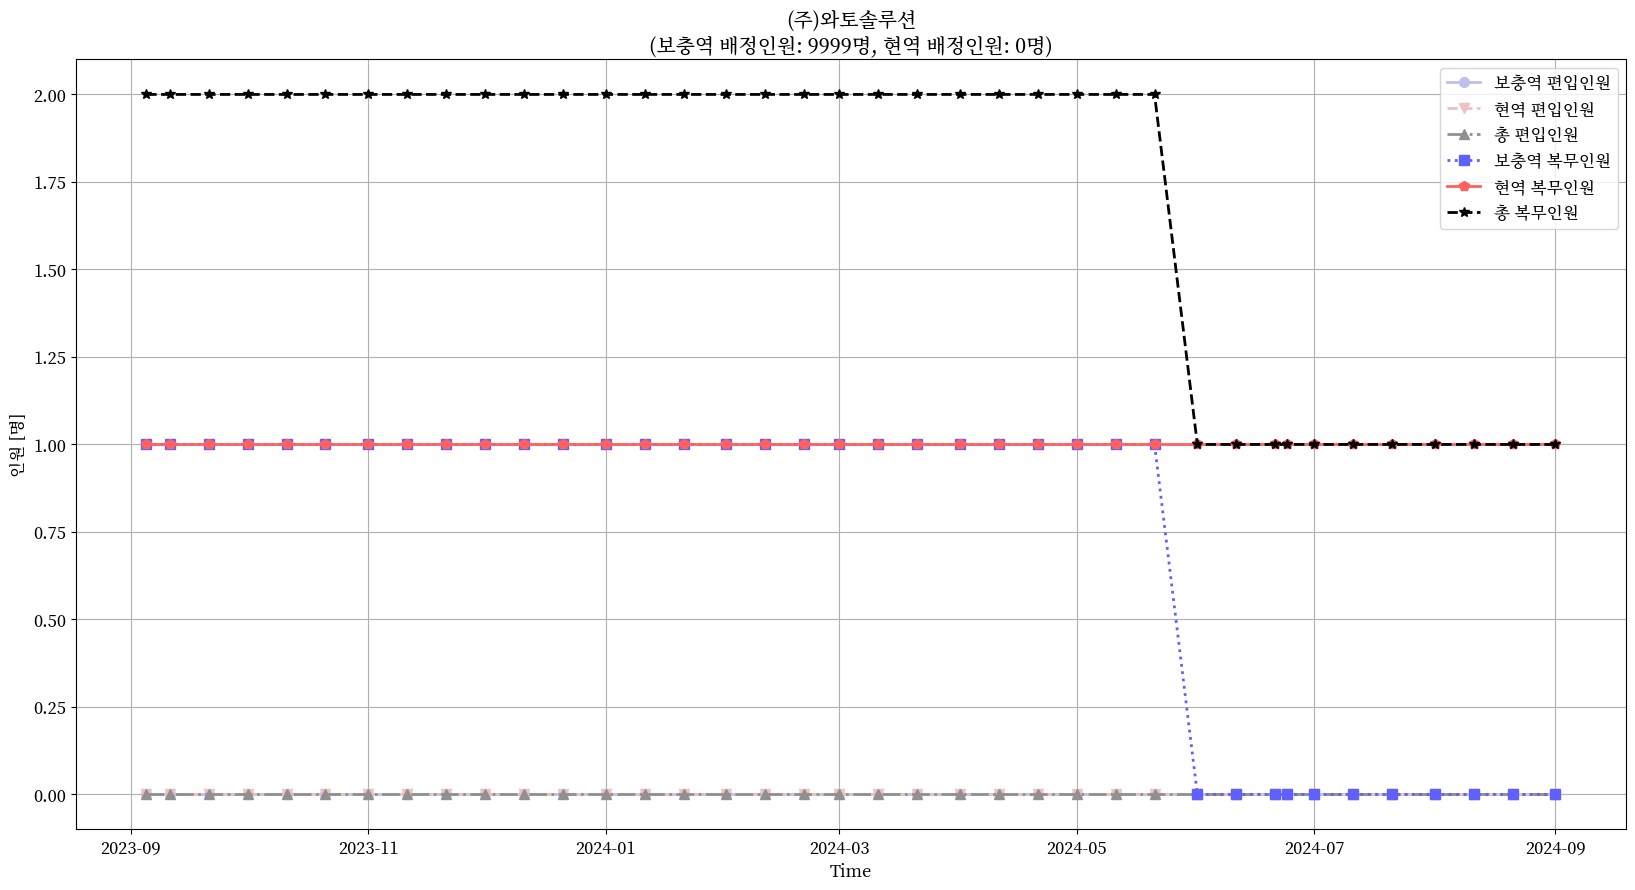 (주)와토솔루션
(보충역 배정인원: 9999명, 현역 배정인원: 0명)
보충역 편입인원
현역 편입인원
총 편입인원
보충역 복무인원
현역 복무인원
총 복무인원
인원 [명]
2.00
1.75
1.50
1.25
1.00
0.75
0.50
0.25
0.00
2023-09
2023-11
2024-01
2024-03
2024-05
2024-07
2024-09
Time